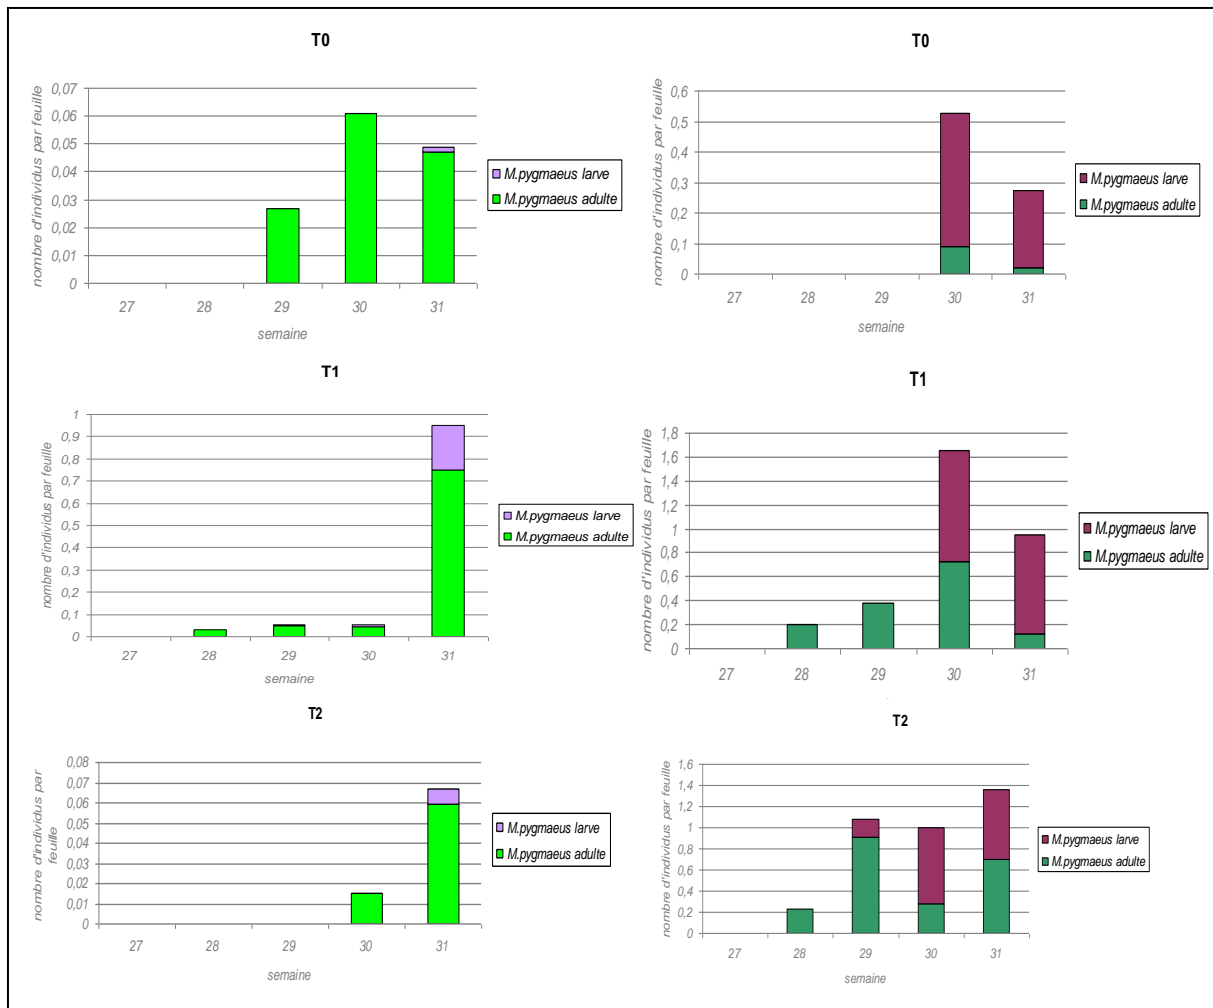 T0
nombre d'individus par feuille
0,07
0,06
0,05
0,04
0,03
0,02
0,01
0
27 28 29 30 31
semaine
M.pygmaeus larve
M.pygmaeus adulte
T0
nombre d'individus par feuille
0,6
0,5
0,4
0,3
0,2
0,1
0
27 28 29 30 31
semaine
M.pygmaeus larve
M.pygmaeus adulte
T1
nombre d'individus par feuille
1
0,9
0,8
0,7
0,6
0,5
0,4
0,3
0,2
0,1
0
27 28 29 30 31
semaine
M.pygmaeus larve
M.pygmaeus adulte
T1
nombre d'individus par feuille
1,8
1,6
1,4
1,2
1
0,8
0,6
0,4
0,2
0
27 28 29 30 31
M.pygmaeus larve
M.pygmaeus adulte
T2
nombre d'individus par
feuille
0,08
0,07
0,06
0,05
0,04
0,03
0,02
0,01
0
27 28 29 30 31
semaine
M.pygmaeus larve
M.pygmaeus adulte
T2
nombre d'individus par feuille
1,6
1,4
1,2
1
0,8
0,6
0,4
0,2
0
27 28 29 30 31
semaine
M.pygmaeus larve
M.pygmaeus adulte